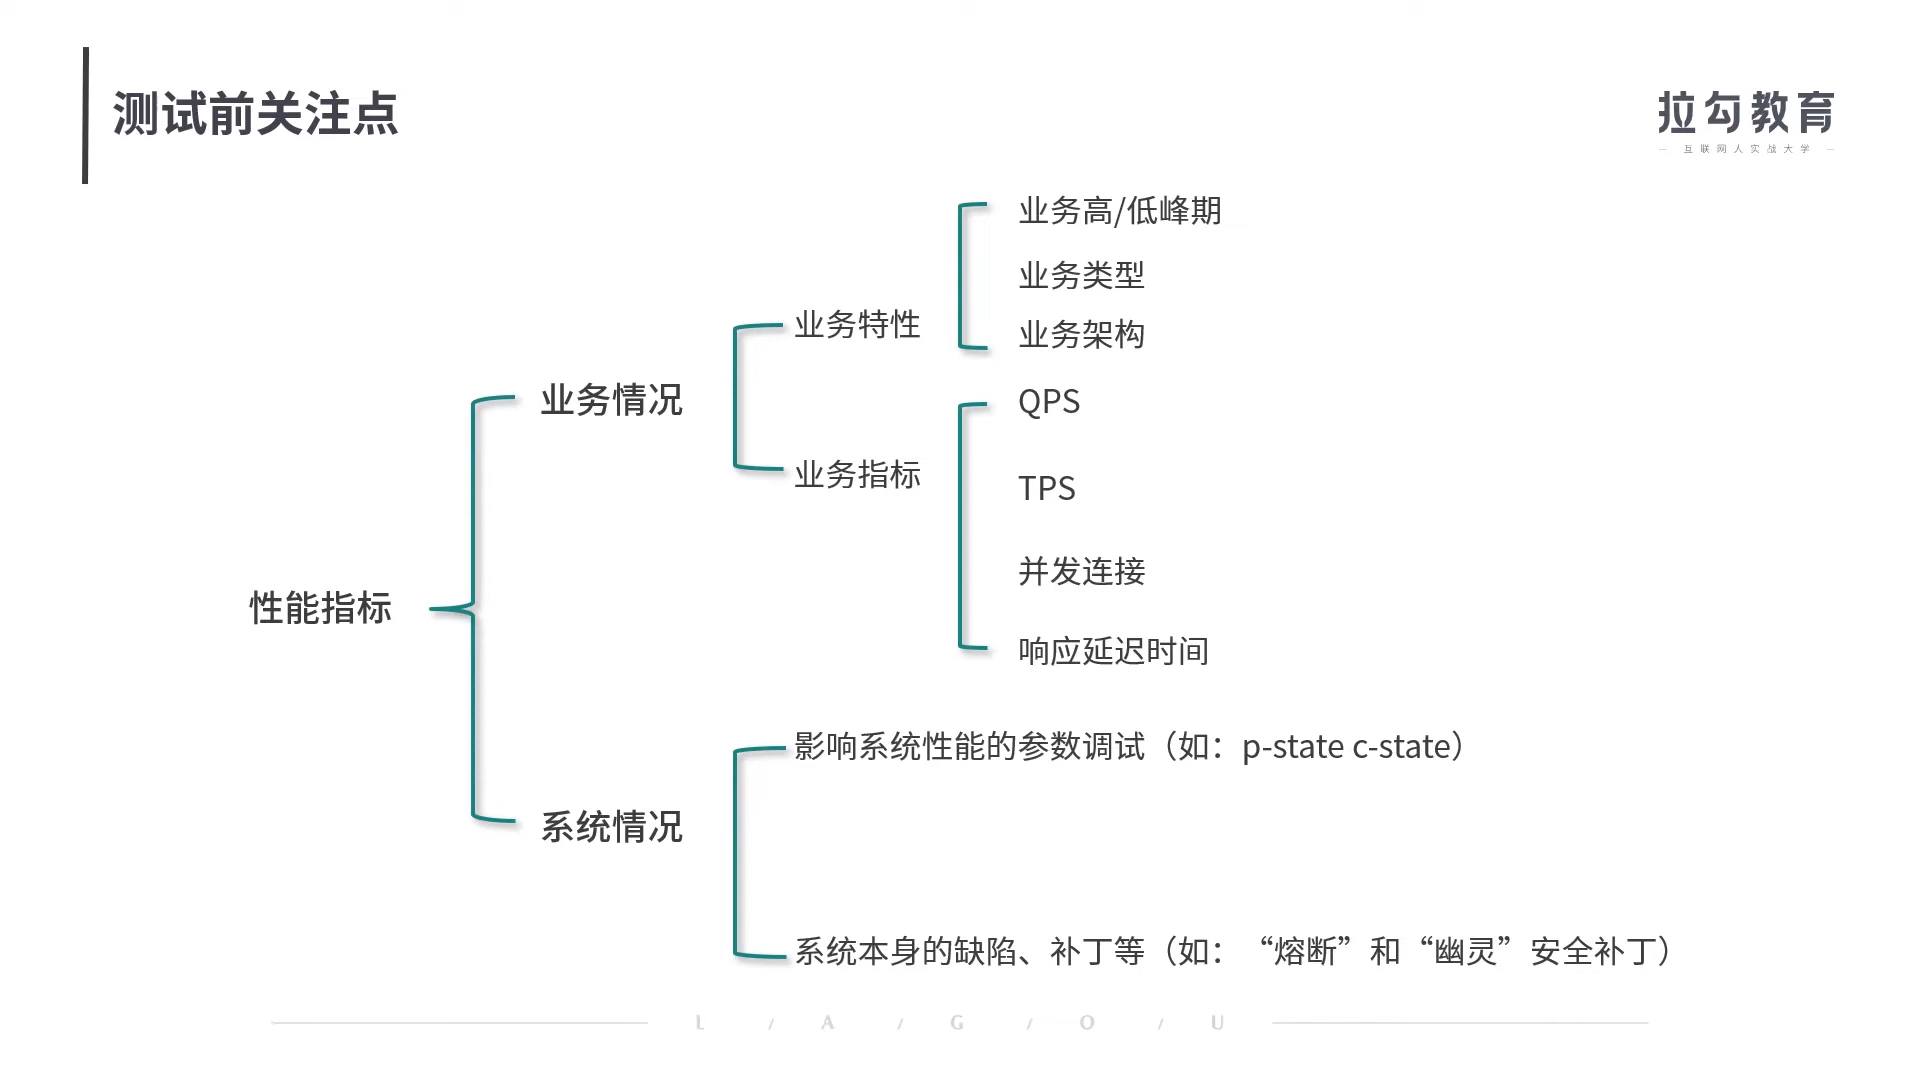 测试前关注点
拉勾教育
— 互联网人实战大学 —
业务高/低峰期
业务类型
业务特性
业务架构
业务情况
QPS
业务指标
TPS
并发连接
性能指标
响应延迟时间
影响系统性能的参数调试（如：p-state c-state）
系统情况
系统本身的缺陷、补丁等（如：“熔断”和“幽灵”安全补丁）
L / A / G / O / U